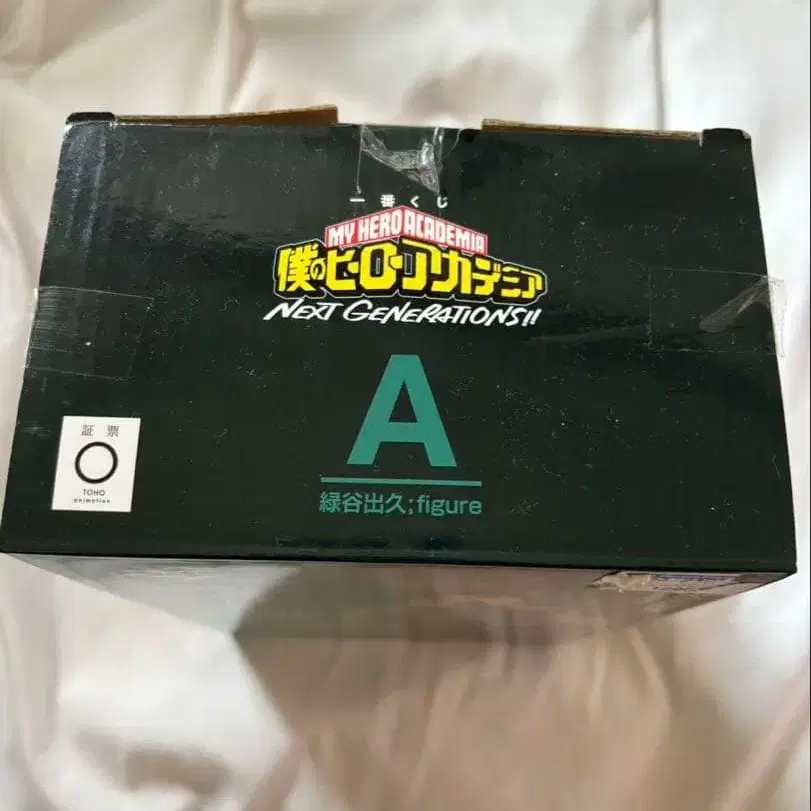 一番くじ
MY HERO ACADEMIA
僕のヒーローアカデミア
NEXT GENERATIONS!!
A
緑谷出久;figure
証票
TOHO
animation